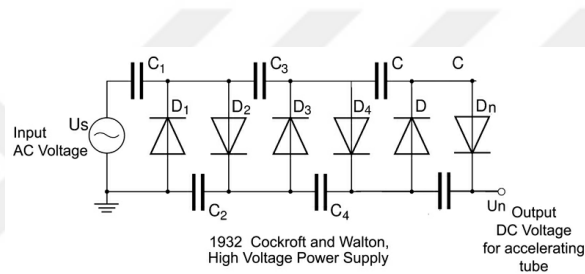 C1 C3 C C
D1 D2 D3 D4 D Dn
Us
Input
AC Voltage
C2 C4
Un
Output
DC Voltage
for accelerating
tube
1932 Cockroft and Walton,
High Voltage Power Supply